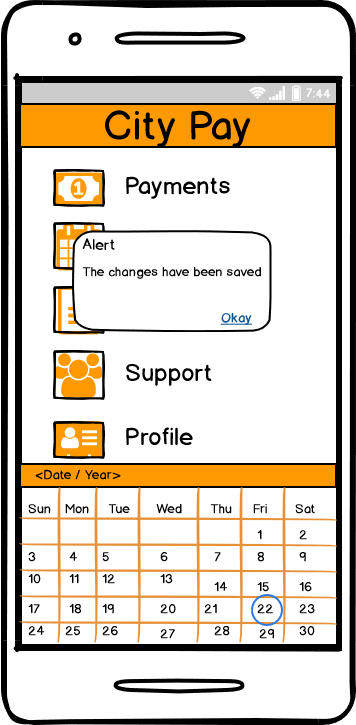 7:44
City Pay
1
Payments
Alert
The changes have been saved
Okay
Support
Profile
<Date / Year>
Sun Mon Tue Wed Thu Fri Sat
1 2
3 4 5 6 7 8 9
10 11 12 13 14 15 16
17 18 19 20 21 22 23
24 25 26 27 28 29 30